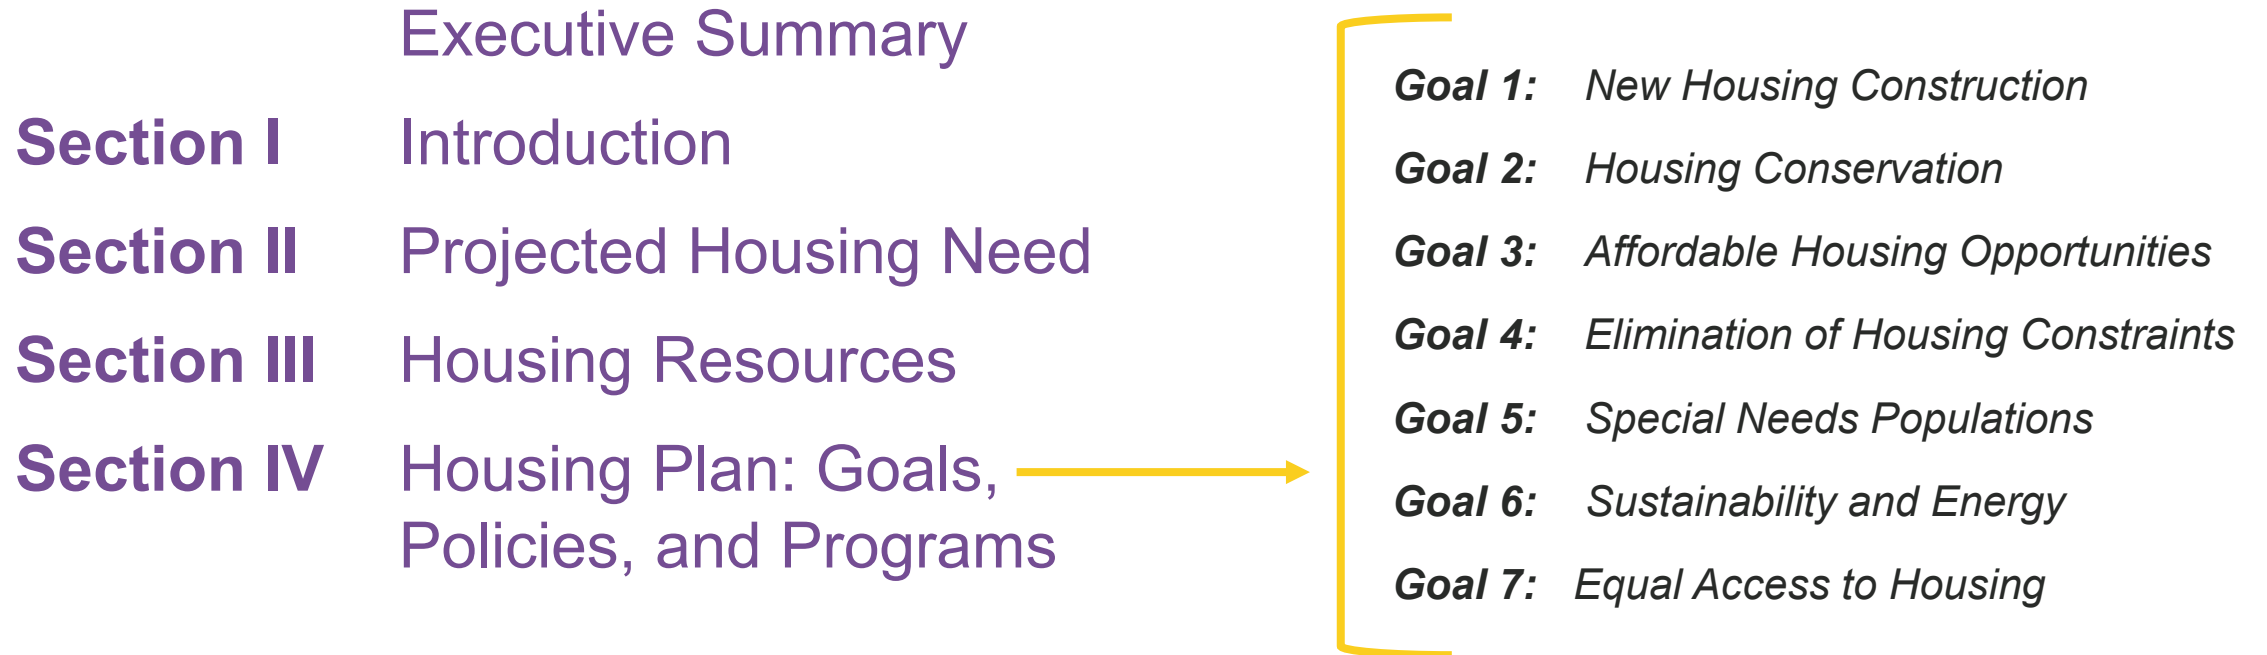 Executive Summary
Section I Introduction
Section II Projected Housing Need
Section III Housing Resources
Section IV Housing Plan: Goals,
Policies, and Programs
Goal 1: New Housing Construction
Goal 2: Housing Conservation
Goal 3: Affordable Housing Opportunities
Goal 4: Elimination of Housing Constraints
Goal 5: Special Needs Populations
Goal 6: Sustainability and Energy
Goal 7: Equal Access to Housing